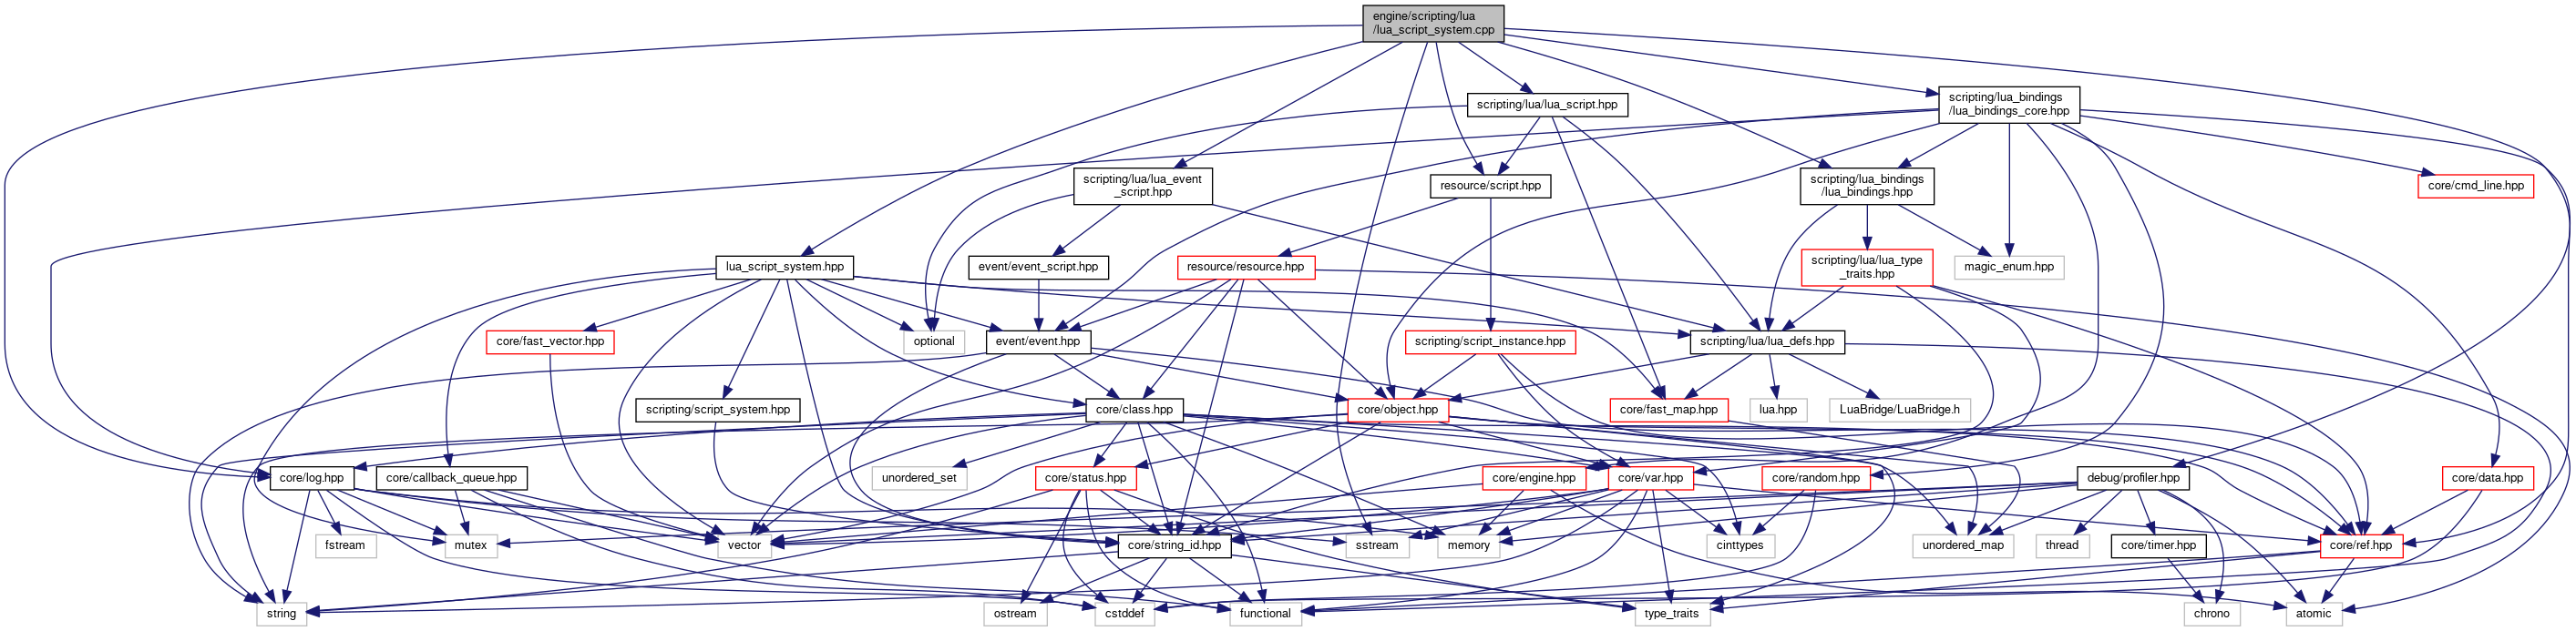 engine/scripting/lua
/lua_script_system.cpp
scripting/lua/lua_script.hpp
scripting/lua_bindings
/lua_bindings_core.hpp
scripting/lua/lua_event
_script.hpp
resource/script.hpp
scripting/lua_bindings
/lua_bindings.hpp
core/cmd_line.hpp
lua_script_system.hpp
event/event_script.hpp
resource/resource.hpp
scripting/lua/lua_type
_traits.hpp
magic_enum.hpp
core/fast_vector.hpp
optional
event/event.hpp
scripting/script_instance.hpp
scripting/lua/lua_defs.hpp
scripting/script_system.hpp
core/class.hpp
core/object.hpp
core/fast_map.hpp
lua.hpp
LuaBridge/LuaBridge.h
core/log.hpp
core/callback_queue.hpp
unordered_set
core/status.hpp
core/engine.hpp
core/var.hpp
core/random.hpp
debug/profiler.hpp
core/data.hpp
fstream
mutex
vector
core/string_id.hpp
sstream
memory
cinttypes
unordered_map
thread
core/timer.hpp
core/ref.hpp
string
ostream
cstddef
functional
type_traits
chrono
atomic